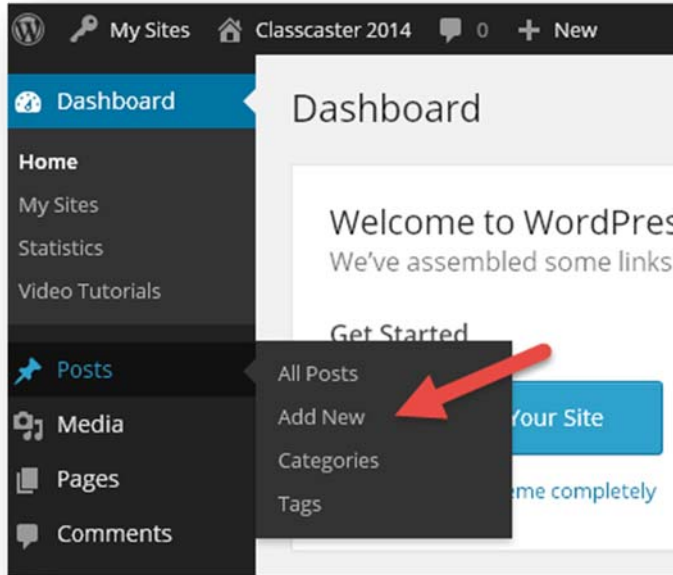 My Sites Classcaster 2014 0 + New
Dashboard
Dashboard
Home
My Sites
Statistics
Video Tutorials
Welcome to WordPres
We've assembled some links
Get Started
Posts
All Posts
Add New
Categories
Tags
Your Site
eme completely
Media
Pages
Comments